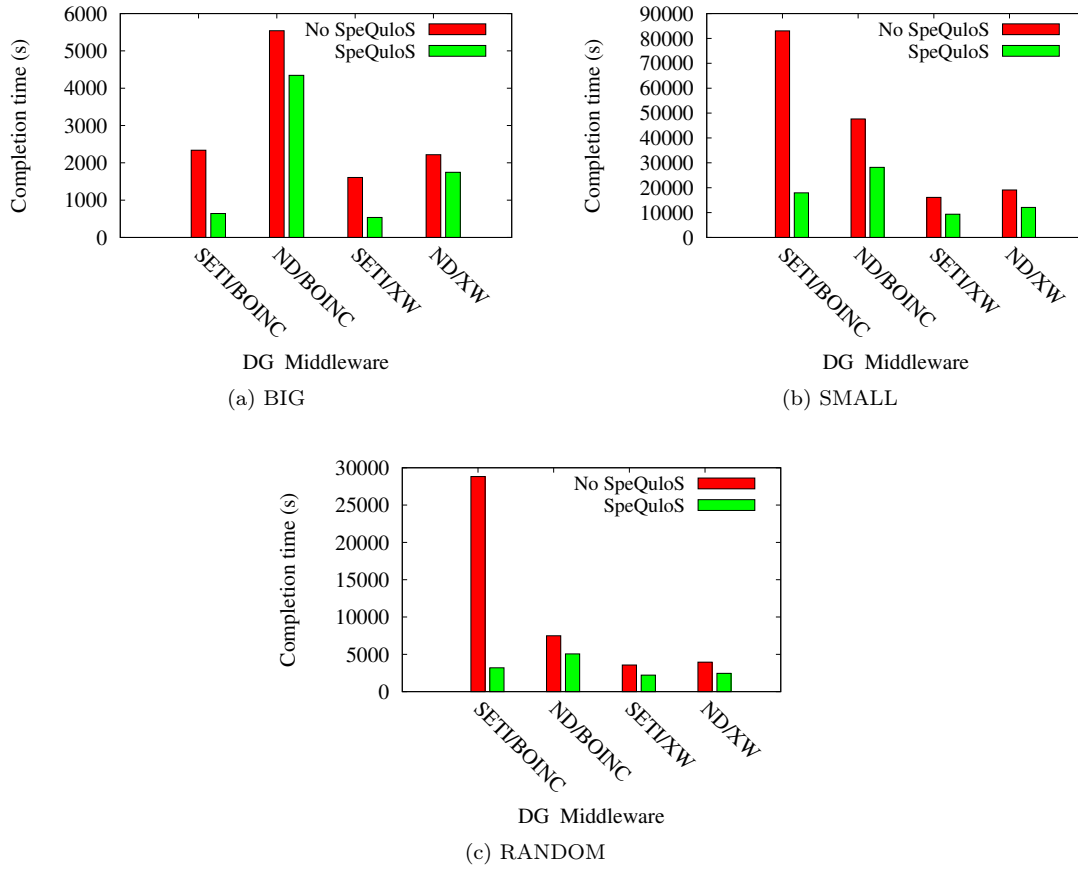 6000
5000
4000
3000
2000
1000
0
Completion time (s)
No SpeQuloS
SpeQuloS
SETI/BOINC
ND/BOINC
SETI/XW
ND/XW
DG Middleware
(a) BIG
90000
80000
70000
60000
50000
40000
30000
20000
10000
0
Completion time (s)
No SpeQuloS
SpeQuloS
SETI/BOINC
ND/BOINC
SETI/XW
ND/XW
DG Middleware
(b) SMALL
30000
25000
20000
15000
10000
5000
0
Completion time (s)
No SpeQuloS
SpeQuloS
SETI/BOINC
ND/BOINC
SETI/XW
ND/XW
DG Middleware
(c) RANDOM